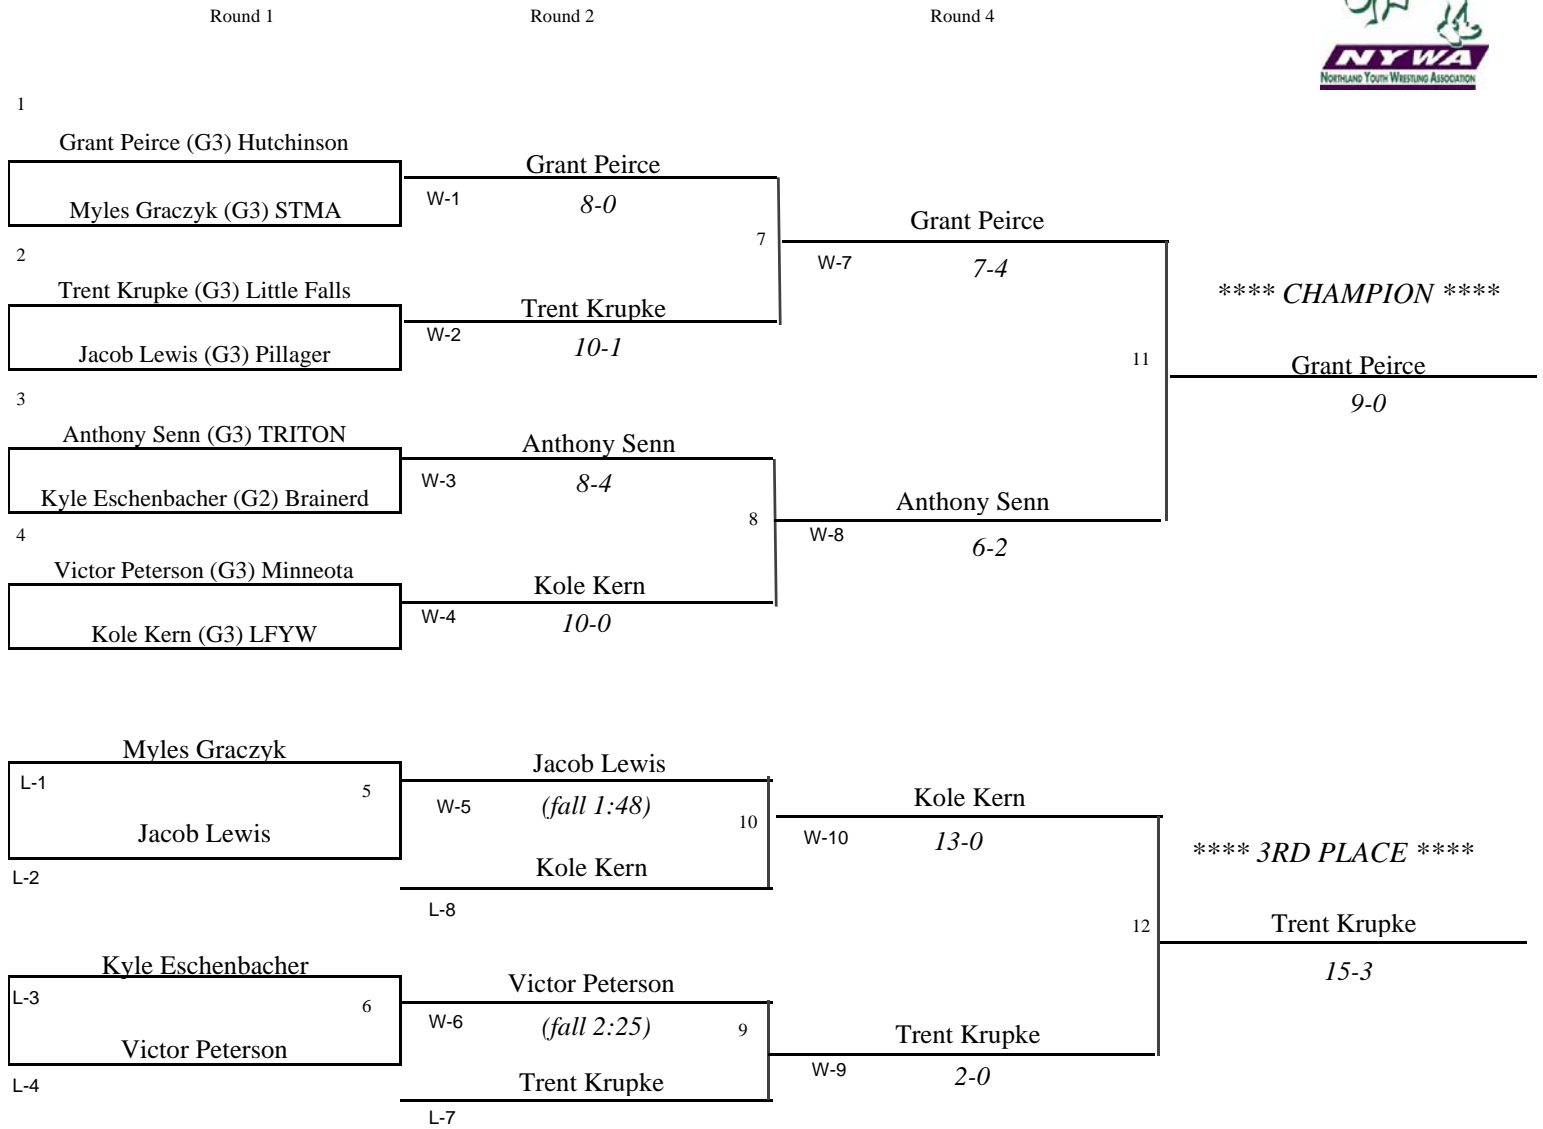 Round 1 Round 2 Round 4
NYWA
NORTHLAND YOUTH WRESTLING ASSOCIATION
1
Grant Peirce (G3) Hutchinson
Grant Peirce
W-1 8-0
Myles Graczyk (G3) STMA
Grant Peirce
7
2
W-7 7-4
Trent Krupke (G3) Little Falls
**** CHAMPION ****
Trent Krupke
W-2 10-1
Jacob Lewis (G3) Pillager
11
Grant Peirce
3
9-0
Anthony Senn (G3) TRITON
Anthony Senn
W-3 8-4
Kyle Eschenbacher (G2) Brainerd
Anthony Senn
8
4
W-8 6-2
Victor Peterson (G3) Minneota
Kole Kern
W-4 10-0
Kole Kern (G3) LFYW
Myles Graczyk
Jacob Lewis
L-1 5
Kole Kern
W-5 (fall 1:48)
10
Jacob Lewis
W-10 13-0
**** 3RD PLACE ****
Kole Kern
L-2
L-8
12
Trent Krupke
Kyle Eschenbacher
15-3
Victor Peterson
L-3 6
W-6 (fall 2:25) 9
Trent Krupke
Victor Peterson
W-9 2-0
L-4
Trent Krupke
L-7